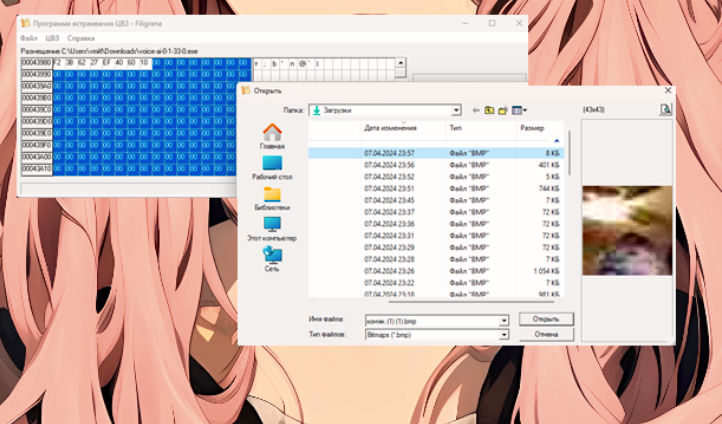 Программа встраивания ЦВЗ - Filigrana
Файл ЦВЗ Справка
Размещение C:\Users\vmitf\Downloads\voice-ai-0-1-33-0.exe
00043980 F2 3B 62 27 EF 40 60 10 00 00 00 00 00 00 00 00 т ; b ' п @ `
00043990 00 00 00 00 00 00 00 00 00 00 00 00 00 00 00 00
000439A0 00 00 00 00 00 00 00 00 00 00 00 00 00 00 00 00
000439B0 00 00 00 00 00 00 00 00 00 00 00 00 00 00 00 00
000439C0 00 00 00 00 00 00 00 00 00 00 00 00 00 00 00 00
000439D0 00 00 00 00 00 00 00 00 00 00 00 00 00 00 00 00
000439E0 00 00 00 00 00 00 00 00 00 00 00 00 00 00 00 00
000439F0 00 00 00 00 00 00 00 00 00 00 00 00 00 00 00 00
00043A00 00 00 00 00 00 00 00 00 00 00 00 00 00 00 00 00
00043A10 00 00 00 00 00 00 00 00 00 00 00 00 00 00 00 00
Открыть
Папка: Загрузки
(43x43)
Главная
Рабочий стол
Библиотеки
Этот компьютер
Сеть
Дата изменения Тип Размер
07.04.2024 23:57 Файл "BMP" 8 КБ
07.04.2024 23:56 Файл "BMP" 401 КБ
07.04.2024 23:52 Файл "BMP" 5 КБ
07.04.2024 23:51 Файл "BMP" 744 КБ
07.04.2024 23:45 Файл "BMP" 7 КБ
07.04.2024 23:37 Файл "BMP" 72 КБ
07.04.2024 23:36 Файл "BMP" 72 КБ
07.04.2024 23:31 Файл "BMP" 72 КБ
07.04.2024 23:29 Файл "BMP" 72 КБ
07.04.2024 23:28 Файл "BMP" 7 КБ
07.04.2024 23:26 Файл "BMP" 1 054 КБ
07.04.2024 23:22 Файл "BMP" 7 КБ
07.04.2024 23:18 Файл "BMP" 981 КБ
Имя файла: хомяк (1) (1).bmp Открыть
Тип файлов: Bitmaps (*.bmp) Отмена